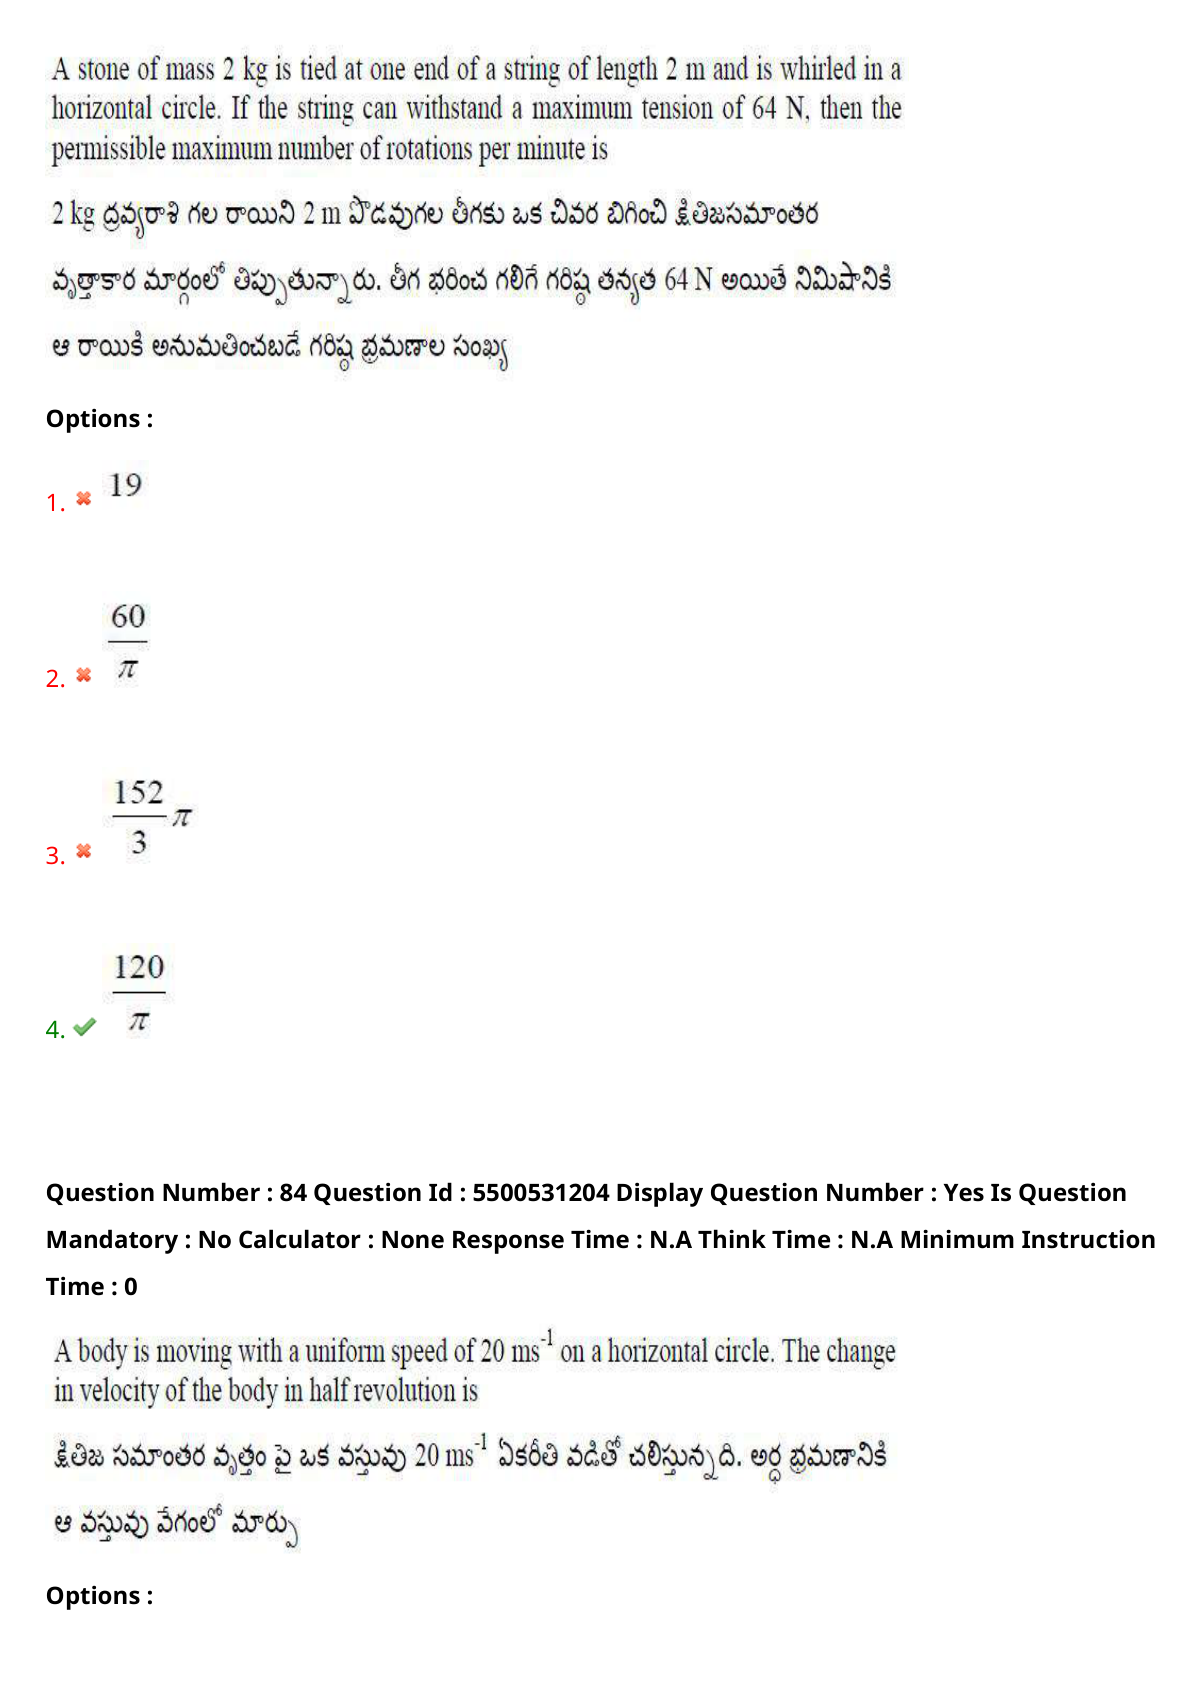 A stone of mass 2 kg is tied at one end of a string of length 2 m and is whirled in a
horizontal circle. If the string can withstand a maximum tension of 64 N, then the
permissible maximum number of rotations per minute is
2 kg ద్రవ్యరాశి గల రాయిని 2 m పొడవుగల తీగకు ఒక చివర బిగించి క్షితిజసమాంతర
వృత్తాకార మార్గంలో తిప్పుతున్నారు. తీగ భరించ గలిగే గరిష్ఠ తన్యత 64 N అయితే నిమిషానికి
ఆ రాయికి అనుమతించబడే గరిష్ఠ భ్రమణాల సంఖ్య
Options :
1. 19
2. 60/π
3. 152/3 π
4. 120/π
Question Number : 84 Question Id : 5500531204 Display Question Number : Yes Is Question
Mandatory : No Calculator : None Response Time : N.A Think Time : N.A Minimum Instruction
Time : 0
A body is moving with a uniform speed of 20 ms⁻¹ on a horizontal circle. The change
in velocity of the body in half revolution is
క్షితిజ సమాంతర వృత్తం పై ఒక వస్తువు 20 ms⁻¹ ఏకరీతి వడితో చలిస్తున్నది. అర్ధ భ్రమణానికి
ఆ వస్తువు వేగంలో మార్పు
Options :